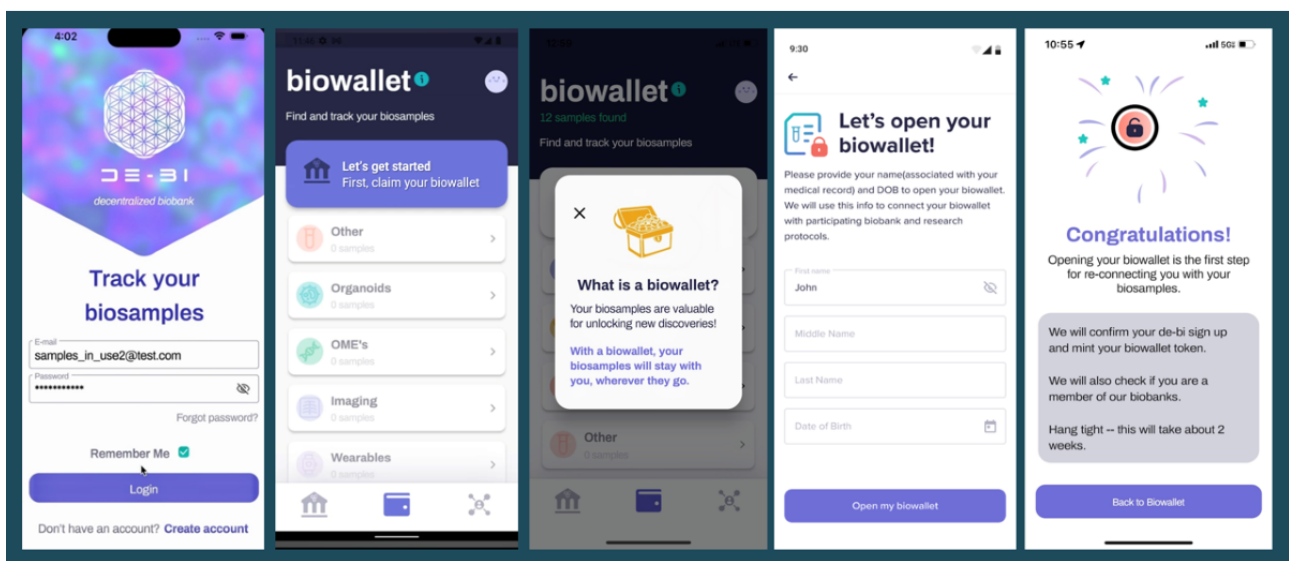 4:02
DE-BI
decentralized biobank
Track your
biosamples
E-mail
samples_in_use2@test.com
Password
•••••••••••
Forgot password?
Remember Me
Login
Don't have an account? Create account
biowallet
Find and track your biosamples
Let's get started
First, claim your biowallet
Other
0 samples
Organoids
0 samples
OME's
0 samples
Imaging
0 samples
Wearables
0 samples
biowallet
12 samples found
Find and track your biosamples
What is a biowallet?
Your biosamples are valuable
for unlocking new discoveries!
With a biowallet, your
biosamples will stay with
you, wherever they go.
Other
0 samples
9:30
Let's open your
biowallet!
Please provide your name(associated with your
medical record) and DOB to open your biowallet.
We will use this info to connect your biowallet
with participating biobank and research
protocols.
First name
John
Middle Name
Last Name
Date of Birth
Open my biowallet
10:55
5G
Congratulations!
Opening your biowallet is the first step
for re-connecting you with your
biosamples.
We will confirm your de-bi sign up
and mint your biowallet token.
We will also check if you are a
member of our biobanks.
Hang tight -- this will take about 2
weeks.
Back to Biowallet